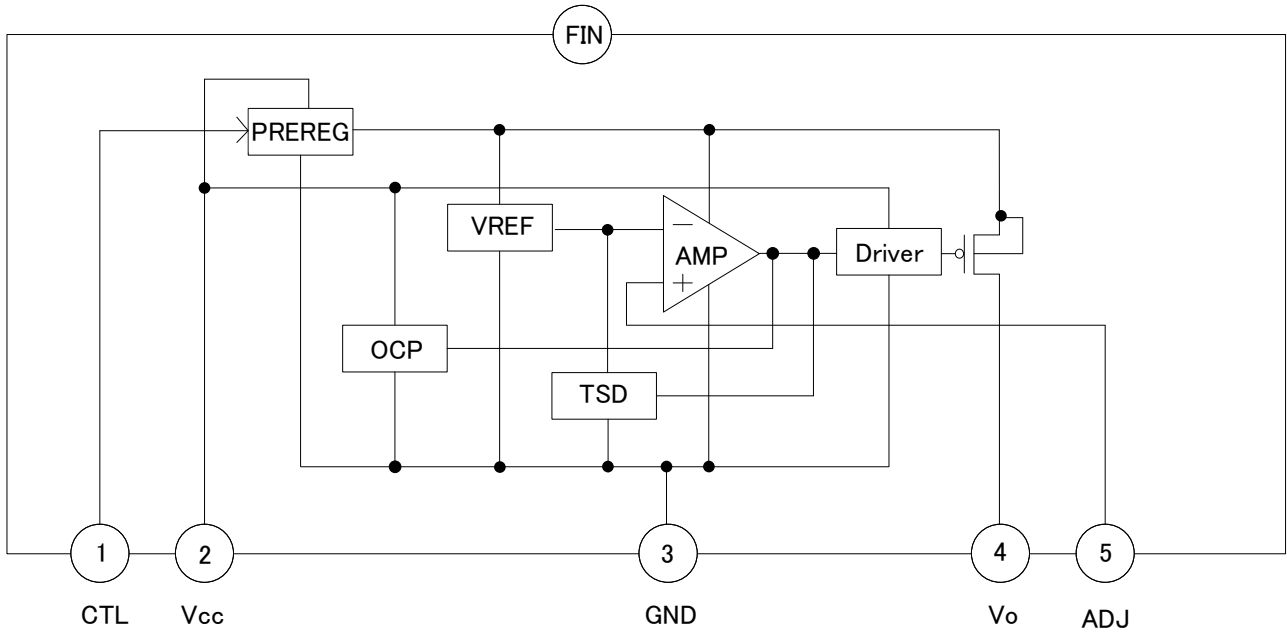 FIN
PREREG
VREF
−
AMP
+
Driver
OCP
TSD
1
2
3
4
5
CTL
Vcc
GND
Vo
ADJ